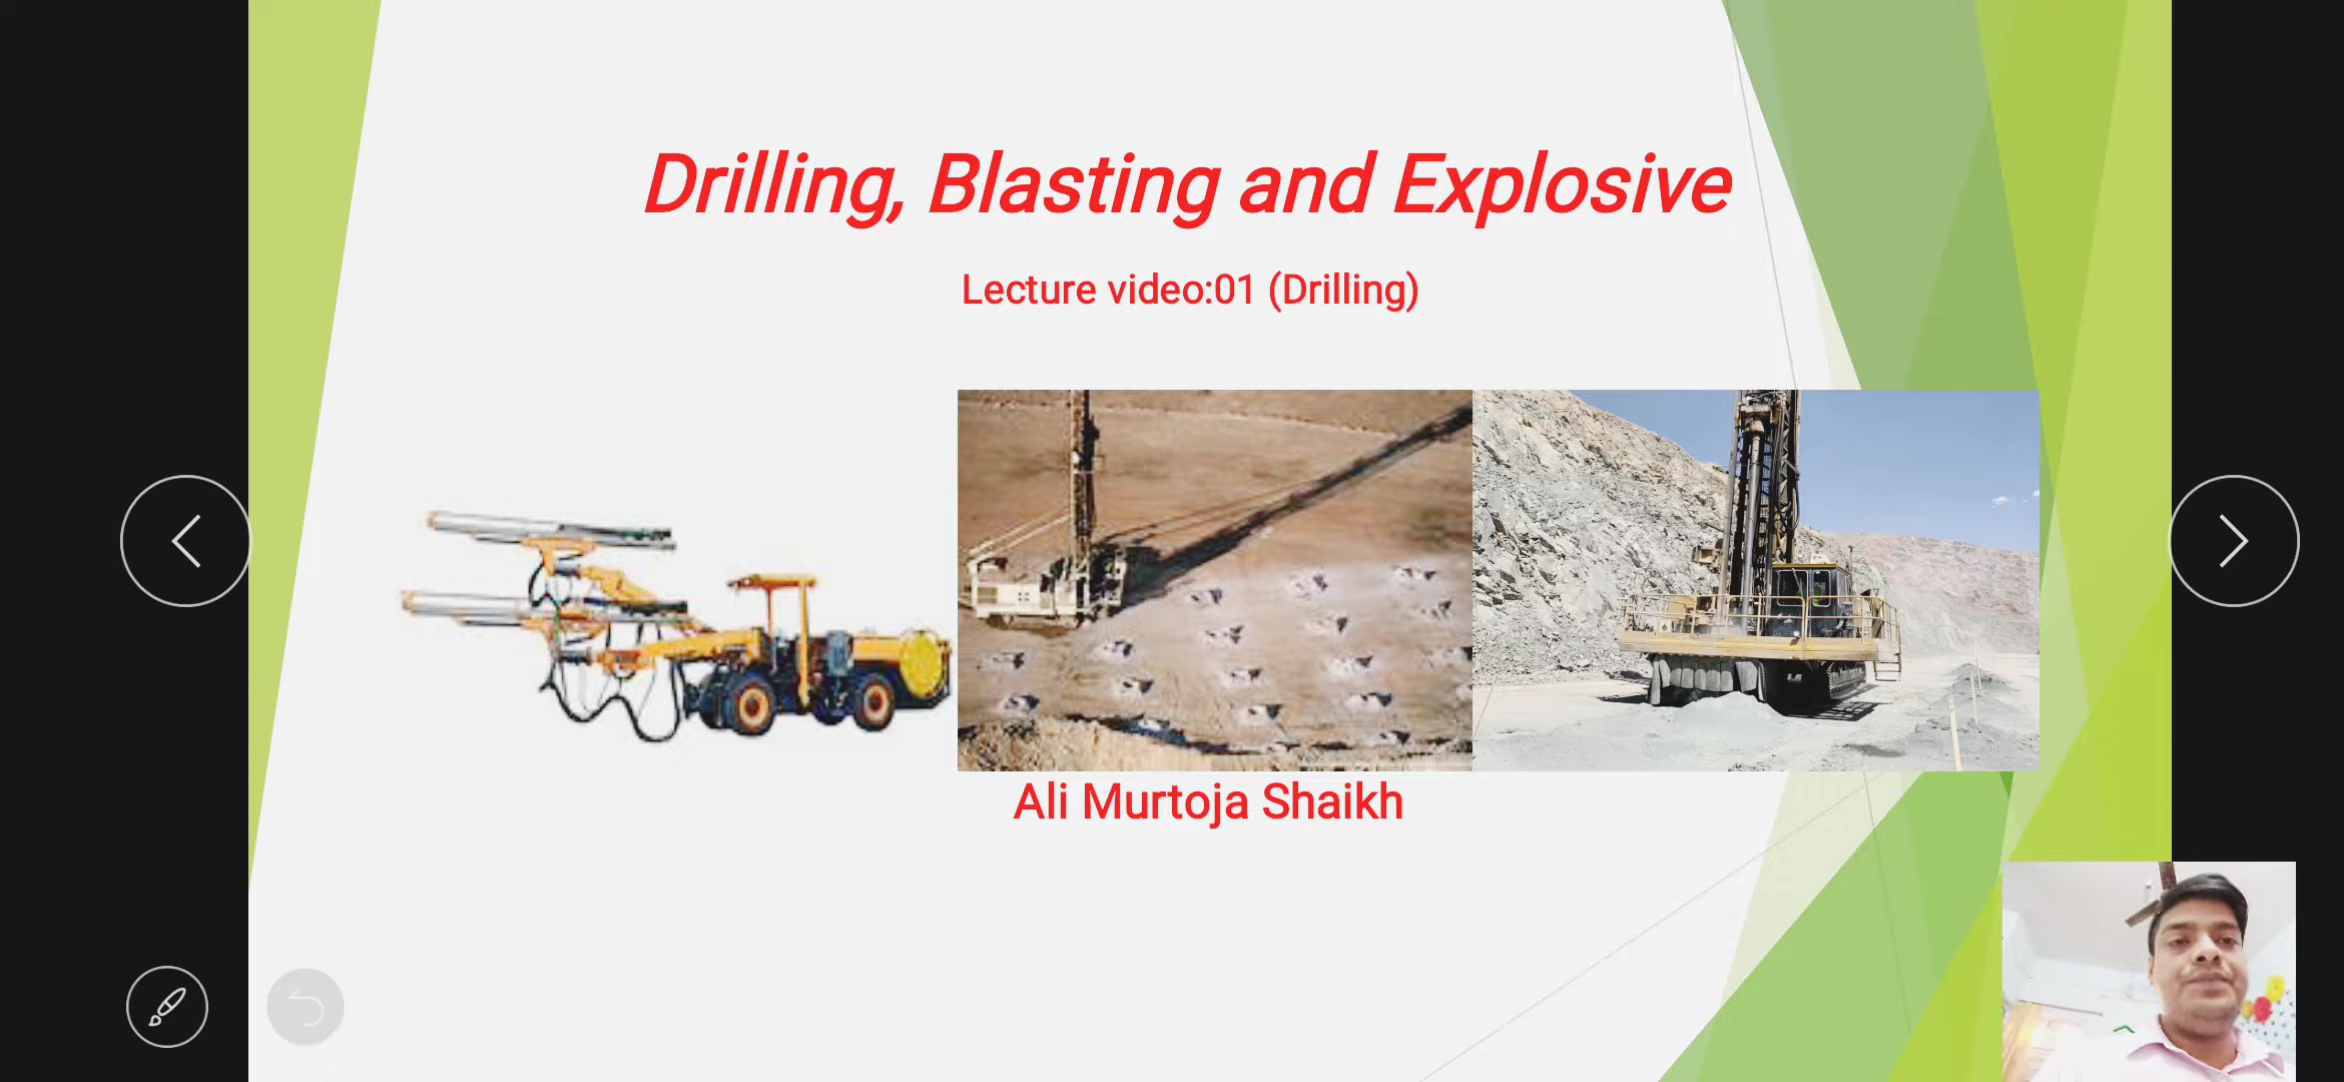 Drilling, Blasting and Explosive
Lecture video:01 (Drilling)
Ali Murtoja Shaikh